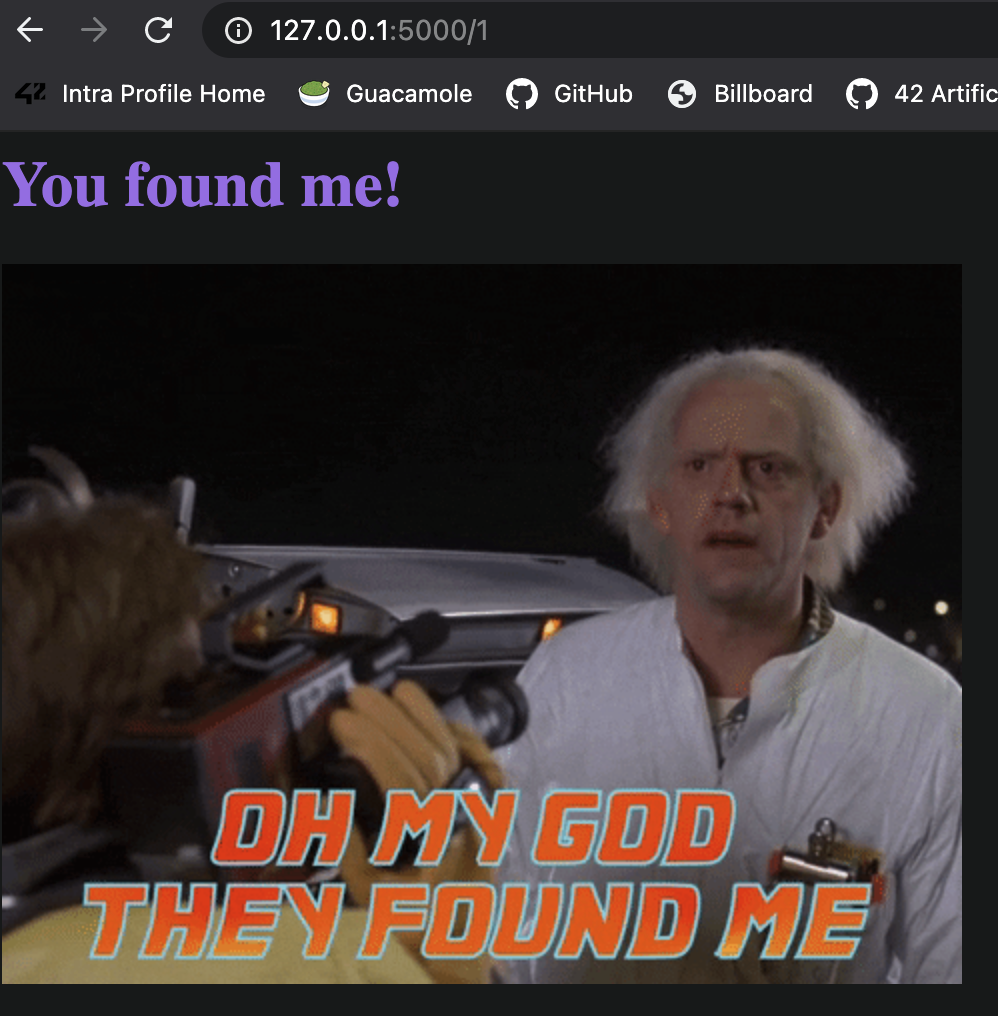 127.0.0.1:5000/1
42 Intra Profile Home Guacamole GitHub Billboard 42 Artific
You found me!
OH MY GOD
THEY FOUND ME